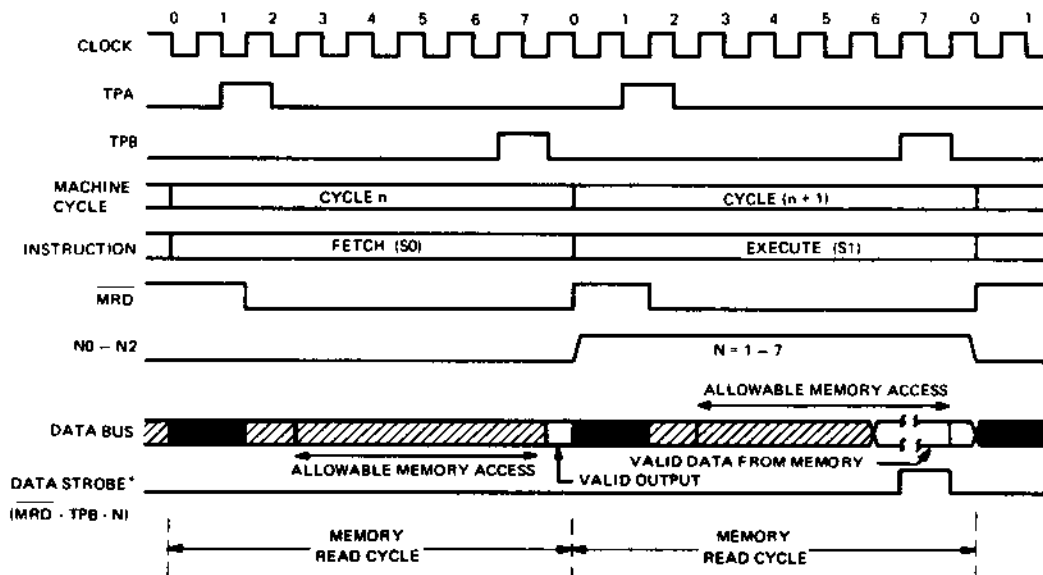 0 1 2 3 4 5 6 7 0 1 2 3 4 5 6 7 0 1
CLOCK
TPA
TPB
MACHINE
CYCLE
CYCLE n
CYCLE (n + 1)
INSTRUCTION
FETCH (S0)
EXECUTE (S1)
MRD
N0 – N2
N = 1 – 7
ALLOWABLE MEMORY ACCESS
DATA BUS
ALLOWABLE MEMORY ACCESS
VALID DATA FROM MEMORY
VALID OUTPUT
DATA STROBE*
(MRD · TPB · N)
MEMORY
READ CYCLE
MEMORY
READ CYCLE